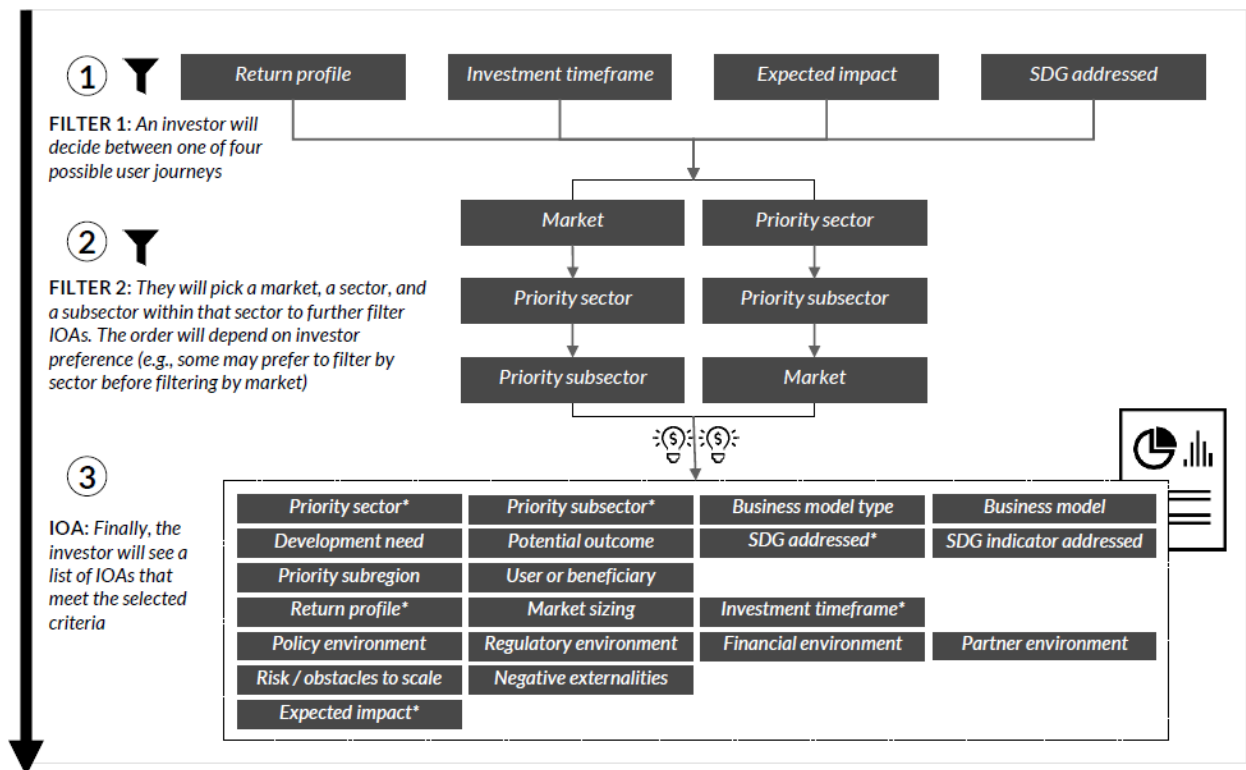 1
Return profile
Investment timeframe
Expected impact
SDG addressed
FILTER 1: An investor will
decide between one of four
possible user journeys
2
Market
Priority sector
Priority sector
Priority subsector
Priority subsector
Market
FILTER 2: They will pick a market, a sector, and
a subsector within that sector to further filter
IOAs. The order will depend on investor
preference (e.g., some may prefer to filter by
sector before filtering by market)
$ $
3
IOA: Finally, the
investor will see a
list of IOAs that
meet the selected
criteria
Priority sector*
Priority subsector*
Business model type
Business model
Development need
Potential outcome
SDG addressed*
SDG indicator addressed
Priority subregion
User or beneficiary
Return profile*
Market sizing
Investment timeframe*
Policy environment
Regulatory environment
Financial environment
Partner environment
Risk / obstacles to scale
Negative externalities
Expected impact*